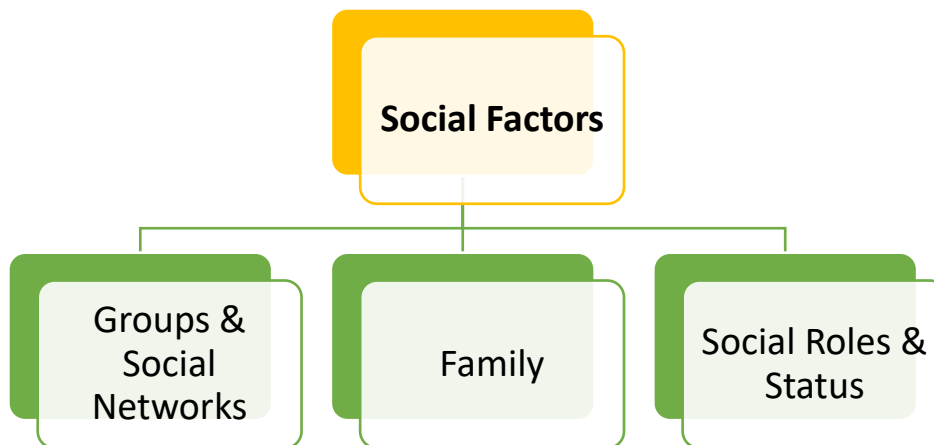 Social Factors
Groups &
Social
Networks
Family
Social Roles &
Status